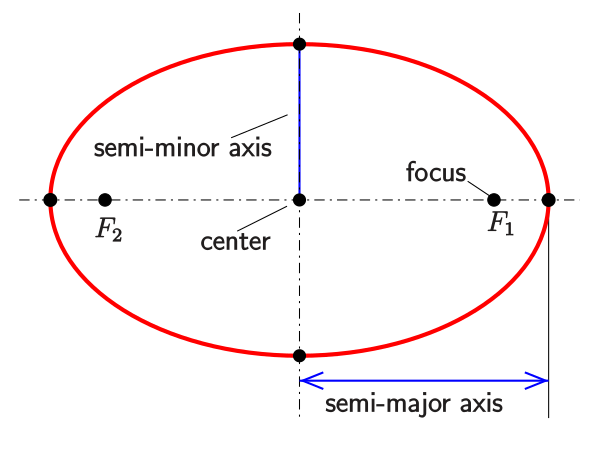 semi-minor axis
focus
F₂
F₁
center
semi-major axis